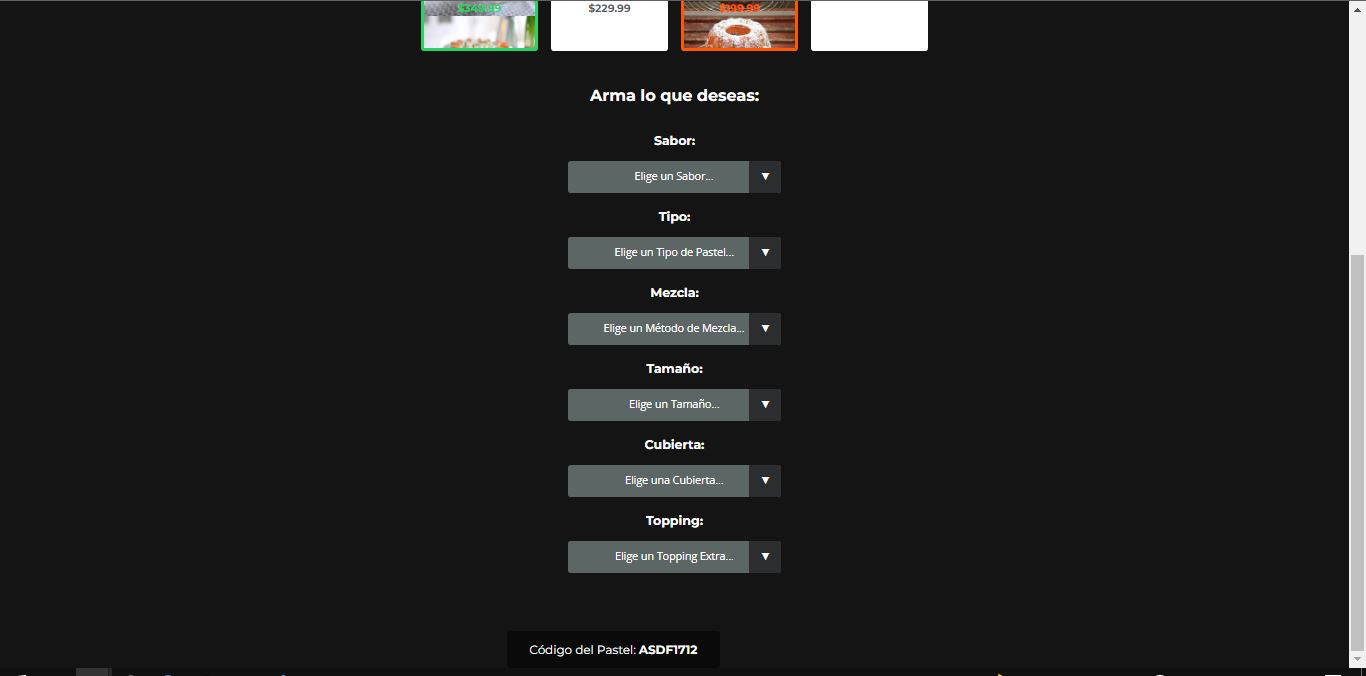 $349.99
$229.99
$199.99
Arma lo que deseas:
Sabor:
Elige un Sabor...
▼
Tipo:
Elige un Tipo de Pastel...
▼
Mezcla:
Elige un Método de Mezcla...
▼
Tamaño:
Elige un Tamaño...
▼
Cubierta:
Elige una Cubierta...
▼
Topping:
Elige un Topping Extra...
▼
Código del Pastel: ASDF1712